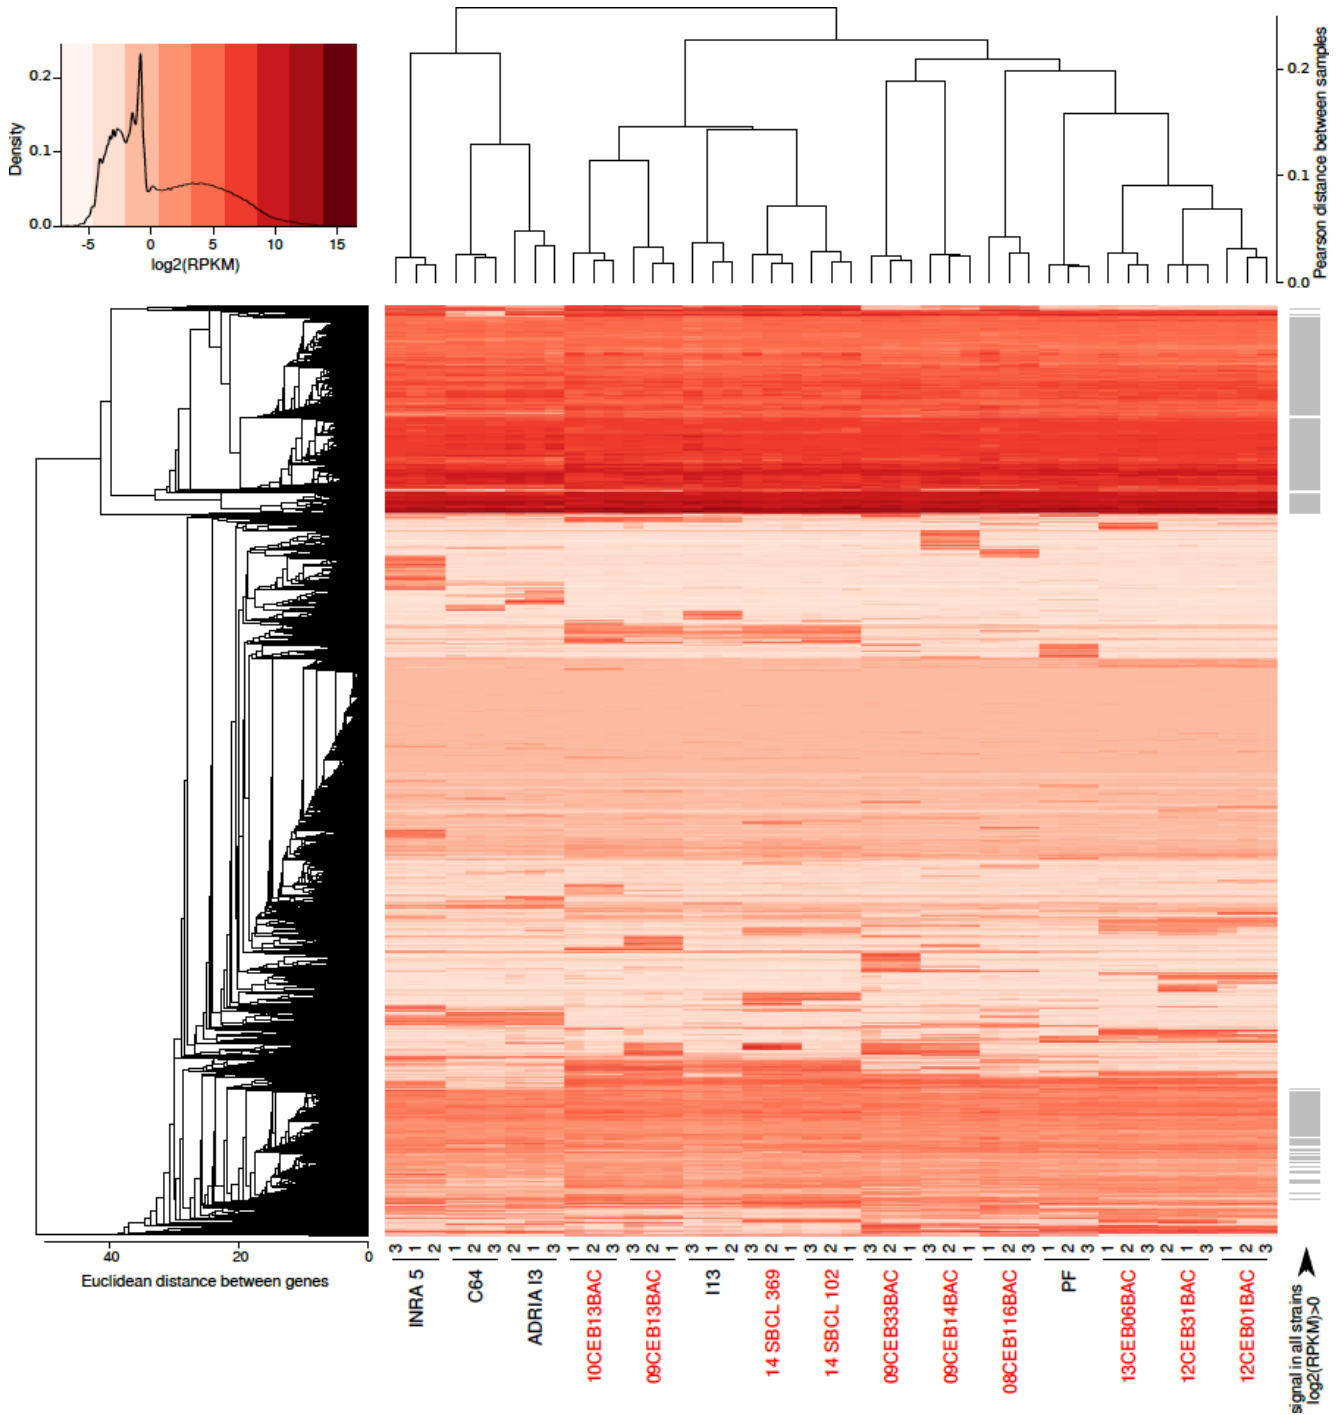 0.2
0.1
0.0
Density
-5 0 5 10 15
log2(RPKM)
0.2
0.1
0.0
Pearson distance between samples
40 20 0
Euclidean distance between genes
3 1 2 1 2 3 2 1 3 1 2 3 3 2 1 3 1 2 3 2 1 3 2 1 3 2 1 3 2 1 1 2 3 1 2 3 1 2 3 1 2 3 1 2 3
INRA 5
C64
ADRIA I3
10CEB13BAC
09CEB13BAC
I13
14 SBCL 369
14 SBCL 102
09CEB33BAC
09CEB14BAC
08CEB116BAC
PF
13CEB06BAC
12CEB31BAC
12CEB01BAC
signal in all strains
log2(RPKM)>0